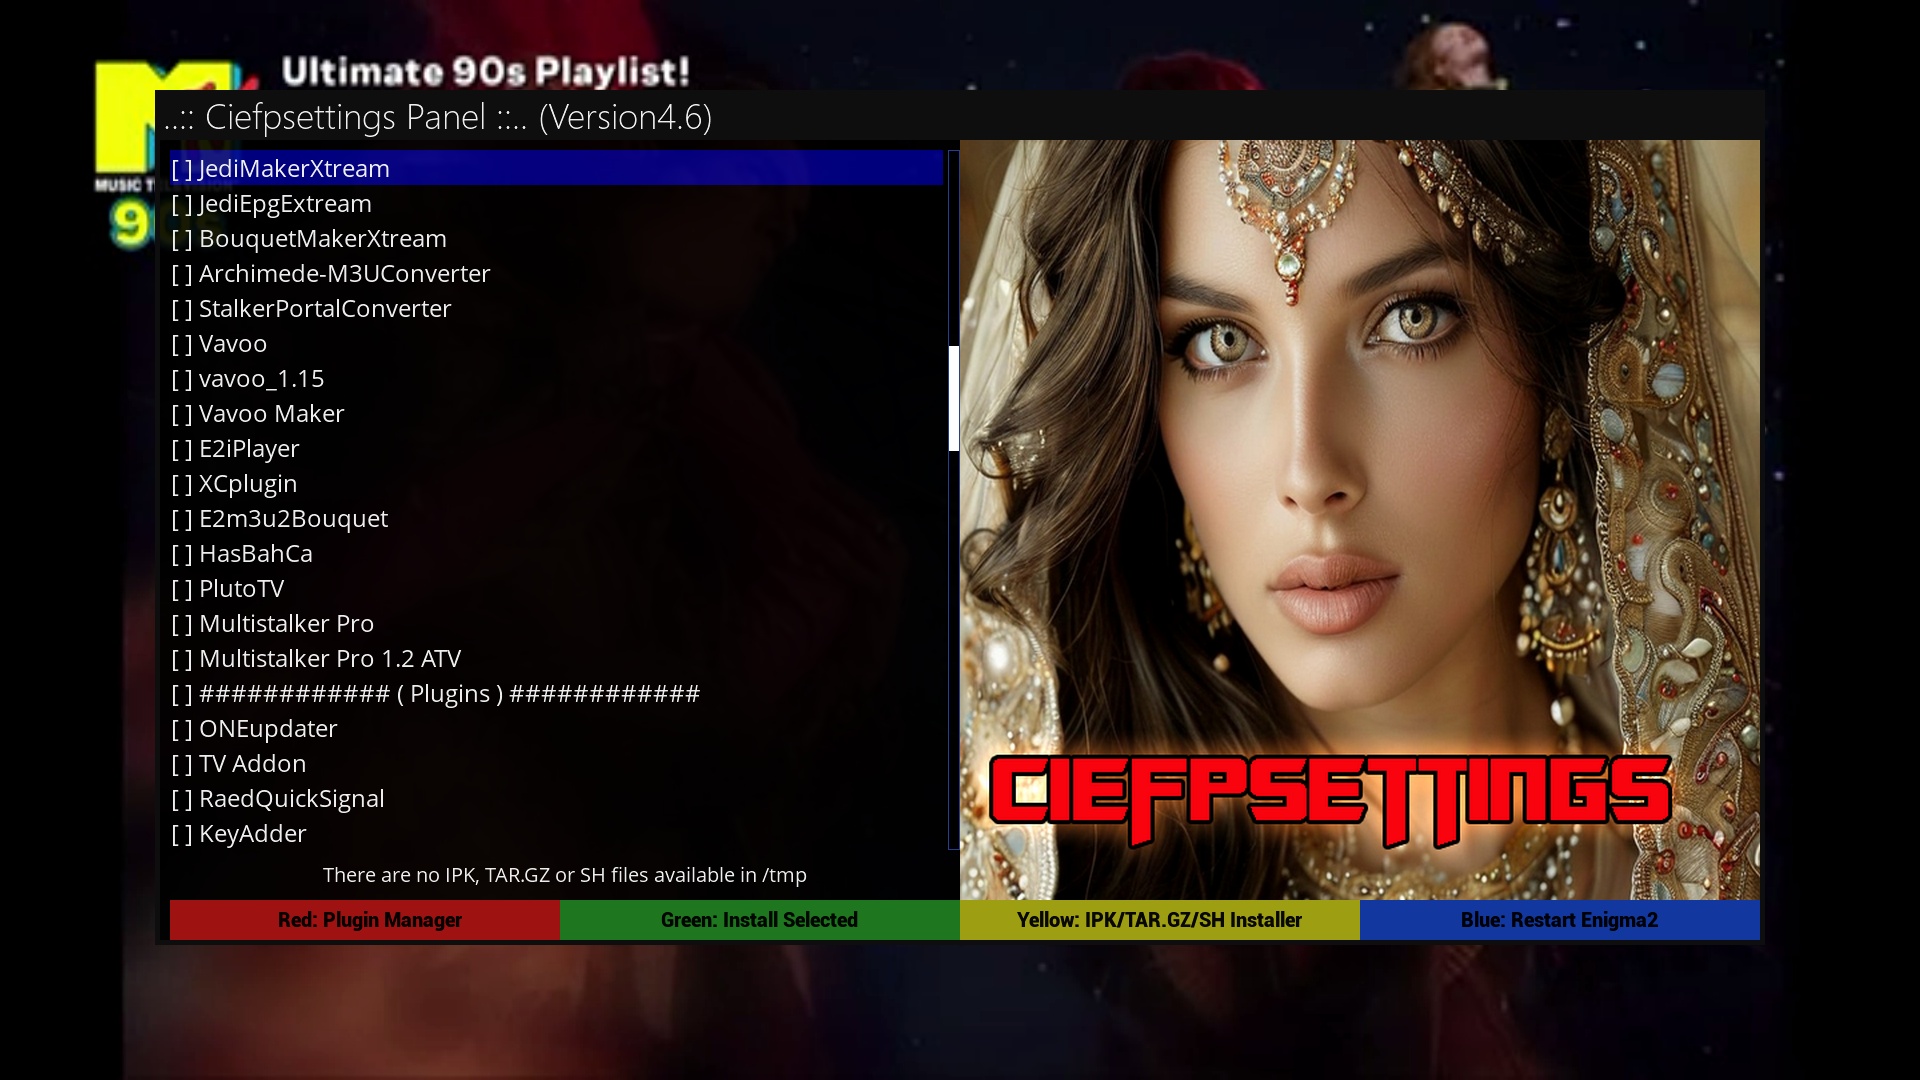 Ultimate 90s Playlist!
MUSIC T
9
..:: Ciefpsettings Panel ::.. (Version4.6)
[ ] JediMakerXtream
[ ] JediEpgExtream
[ ] BouquetMakerXtream
[ ] Archimede-M3UConverter
[ ] StalkerPortalConverter
[ ] Vavoo
[ ] vavoo_1.15
[ ] Vavoo Maker
[ ] E2iPlayer
[ ] XCplugin
[ ] E2m3u2Bouquet
[ ] HasBahCa
[ ] PlutoTV
[ ] Multistalker Pro
[ ] Multistalker Pro 1.2 ATV
[ ] ############ ( Plugins ) ############
[ ] ONEupdater
[ ] TV Addon
[ ] RaedQuickSignal
[ ] KeyAdder
There are no IPK, TAR.GZ or SH files available in /tmp
CIEFPSETTINGS
Red: Plugin Manager
Green: Install Selected
Yellow: IPK/TAR.GZ/SH Installer
Blue: Restart Enigma2